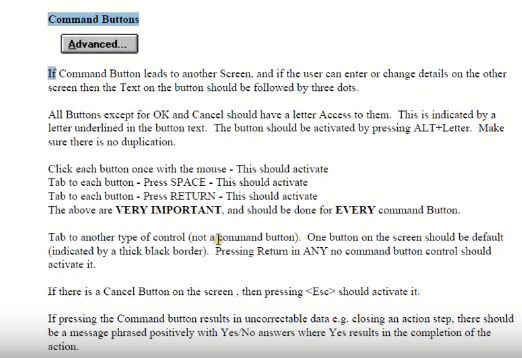 Command Buttons
Advanced...
If Command Button leads to another Screen, and if the user can enter or change details on the other
screen then the Text on the button should be followed by three dots.
All Buttons except for OK and Cancel should have a letter Access to them. This is indicated by a
letter underlined in the button text. The button should be activated by pressing ALT+Letter. Make
sure there is no duplication.
Click each button once with the mouse - This should activate
Tab to each button - Press SPACE - This should activate
Tab to each button - Press RETURN - This should activate
The above are VERY IMPORTANT, and should be done for EVERY command Button.
Tab to another type of control (not a command button). One button on the screen should be default
(indicated by a thick black border). Pressing Return in ANY no command button control should
activate it.
If there is a Cancel Button on the screen , then pressing <Esc> should activate it.
If pressing the Command button results in uncorrectable data e.g. closing an action step, there should
be a message phrased positively with Yes/No answers where Yes results in the completion of the
action.